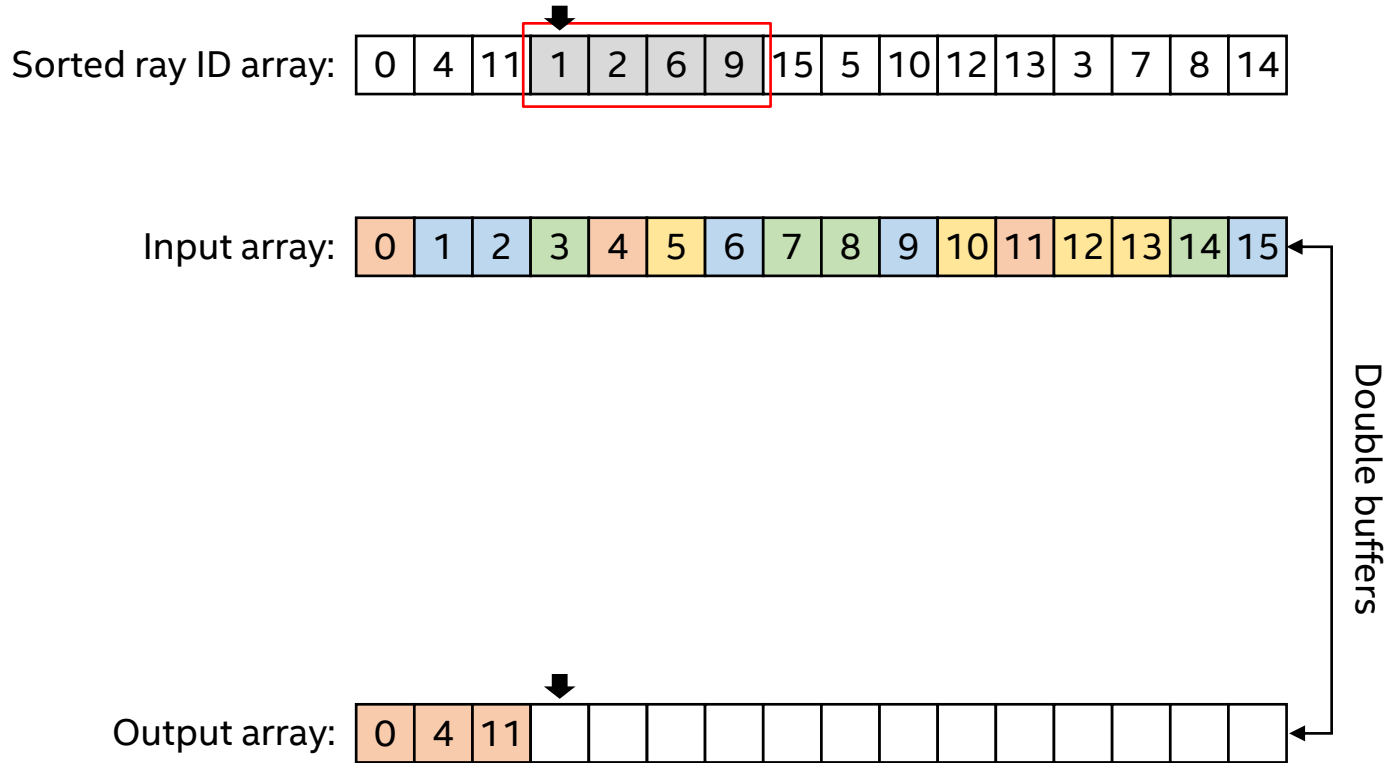 Sorted ray ID array: 0 4 11 1 2 6 9 15 5 10 12 13 3 7 8 14
Input array: 0 1 2 3 4 5 6 7 8 9 10 11 12 13 14 15
Double buffers
Output array: 0 4 11